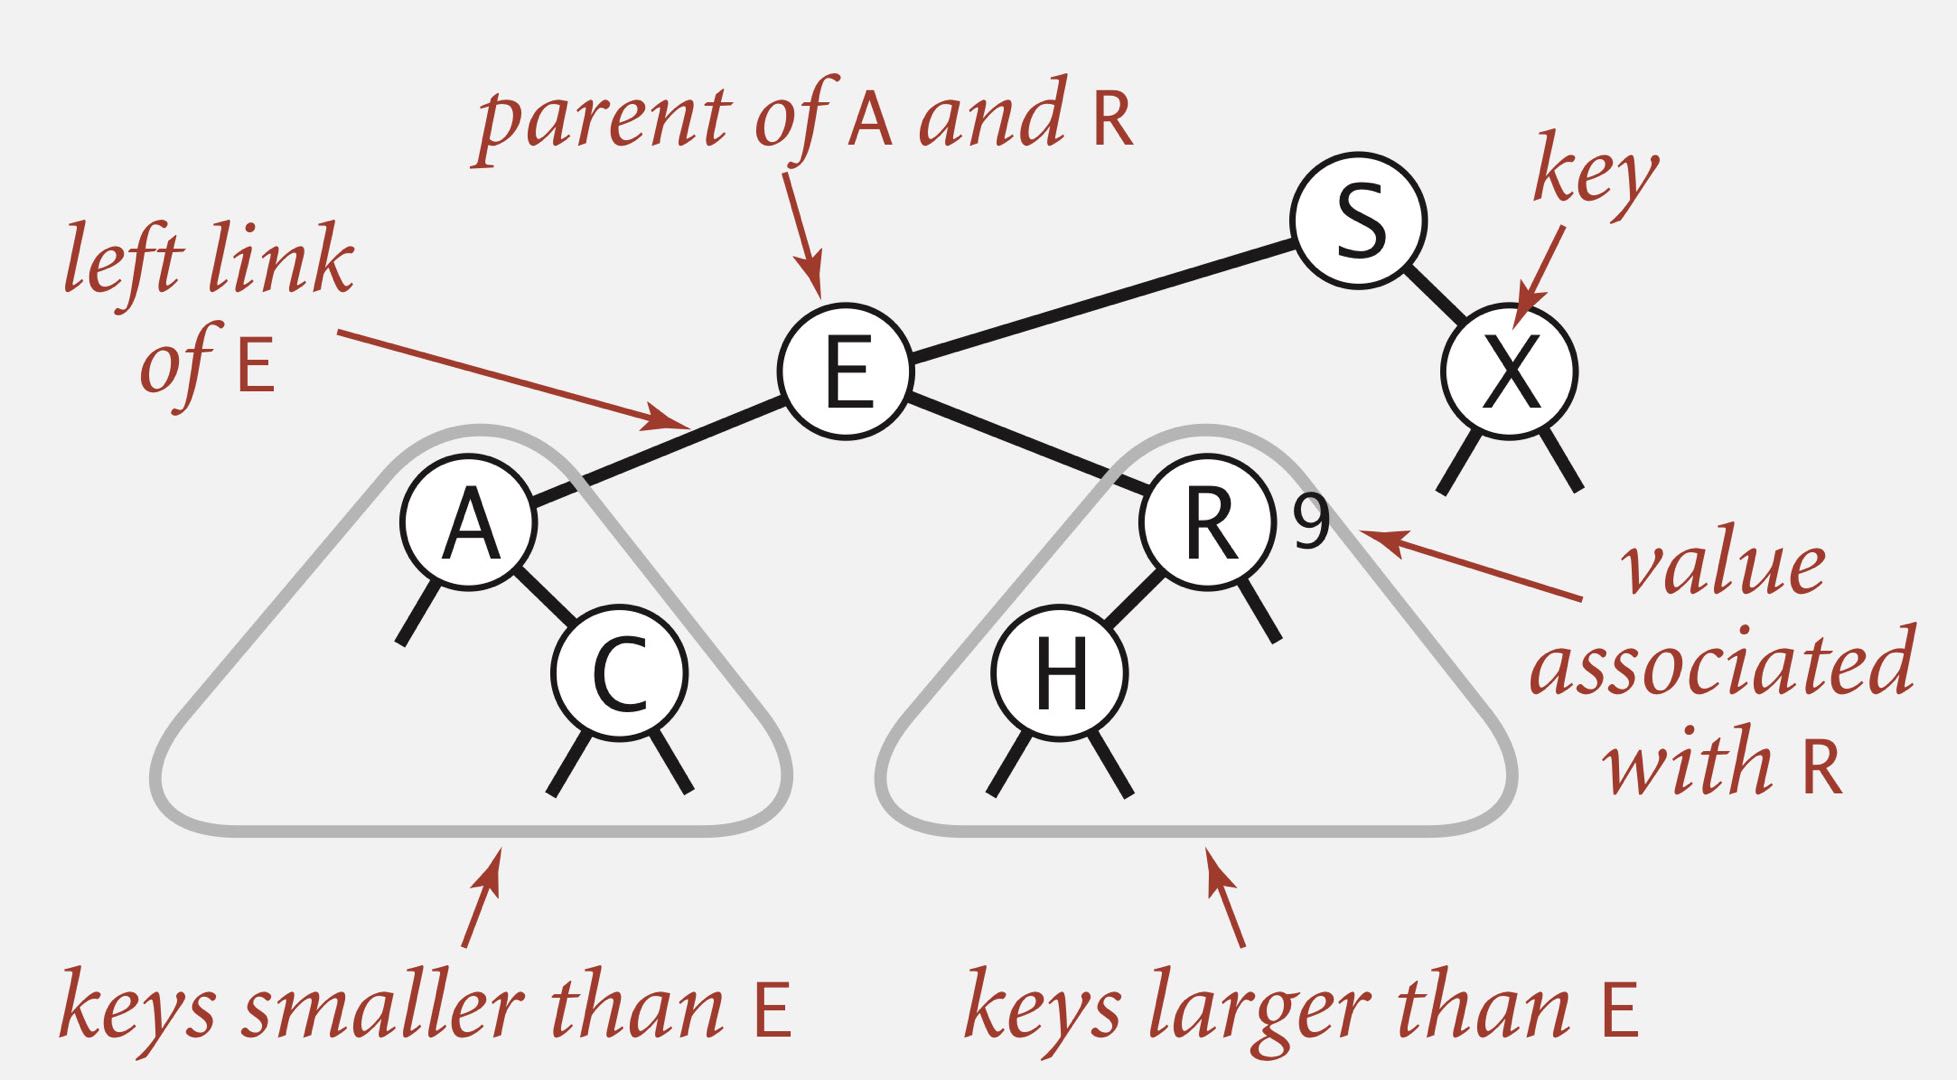 parent of A and R
key
S
left link
of E
E
X
A
R 9
value
C
H
associated
with R
keys smaller than E
keys larger than E